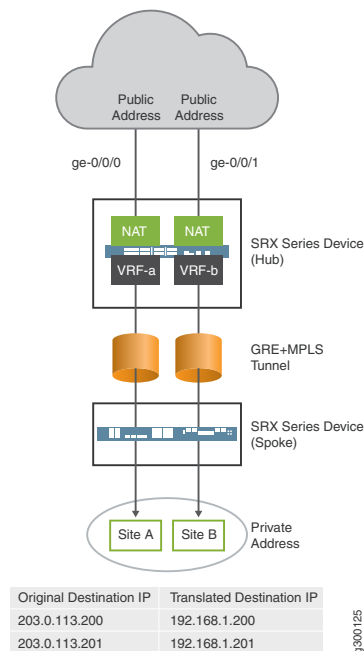 Public Address
Public Address
ge-0/0/0
ge-0/0/1
NAT
NAT
VRF-a
VRF-b
SRX Series Device
(Hub)
GRE+MPLS
Tunnel
SRX Series Device
(Spoke)
Site A
Site B
Private
Address
Original Destination IP Translated Destination IP
203.0.113.200 192.168.1.200
203.0.113.201 192.168.1.201
g300125